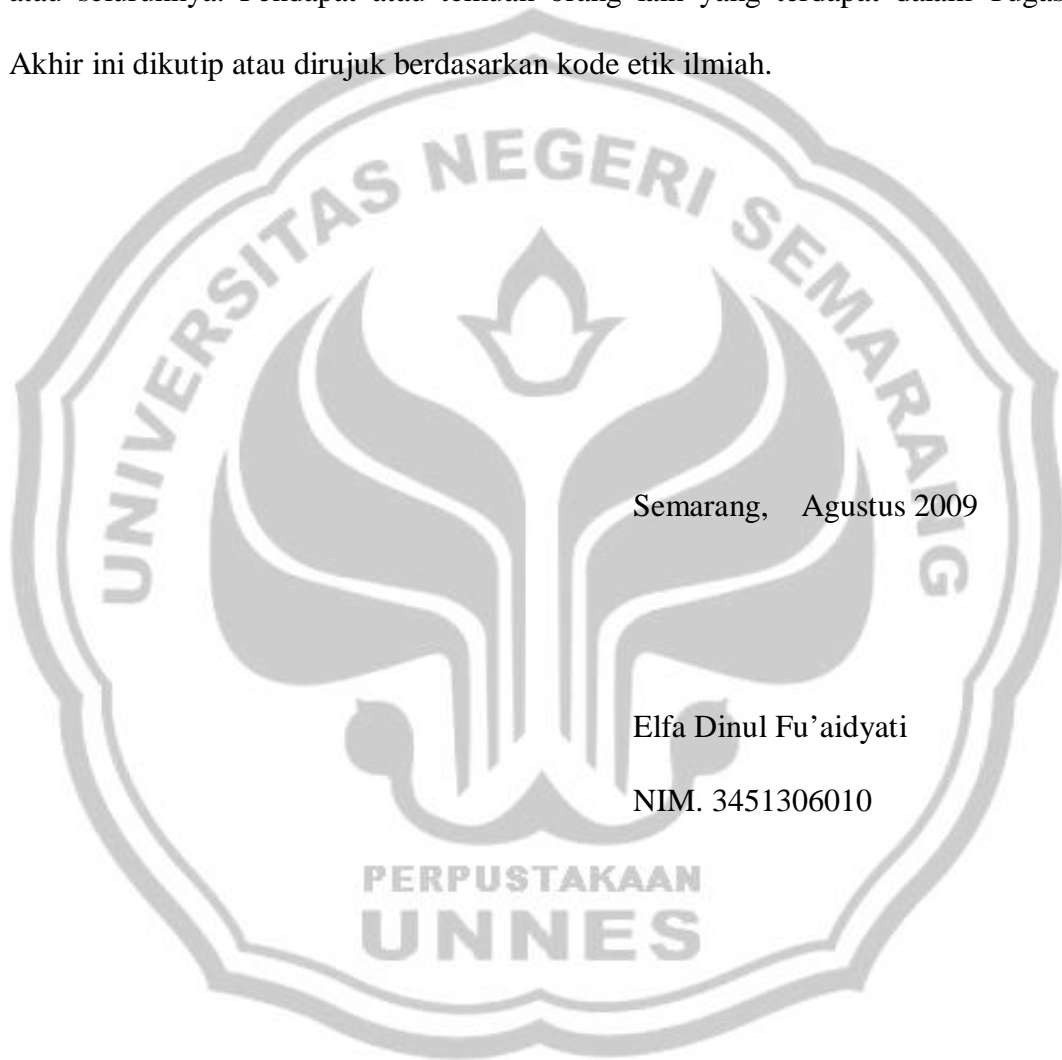 atau seluruhnya. Pendapat atau temuan orang lain yang terdapat dalam Tugas
Akhir ini dikutip atau dirujuk berdasarkan kode etik ilmiah.
UNIVERSITAS NEGERI SEMARANG
Semarang, Agustus 2009
Elfa Dinul Fu’aidyati
NIM. 3451306010
PERPUSTAKAAN
UNNES